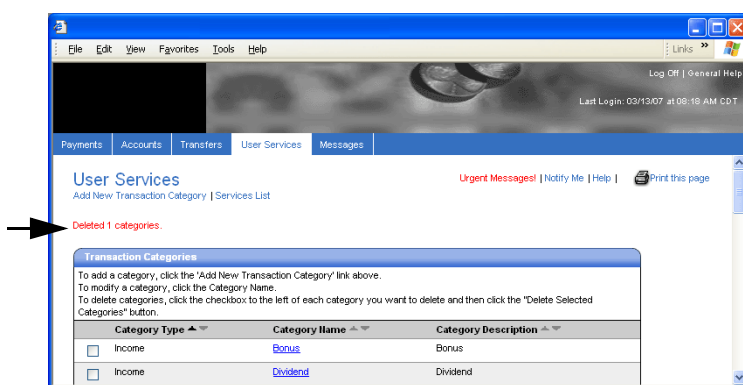 File Edit View Favorites Tools Help Links »
Log Off | General Help
Last Login: 03/13/07 at 08:18 AM CDT
Payments Accounts Transfers User Services Messages
User Services Urgent Messages! | Notify Me | Help | Print this page
Add New Transaction Category | Services List
Deleted 1 categories.
Transaction Categories
To add a category, click the 'Add New Transaction Category' link above.
To modify a category, click the Category Name.
To delete categories, click the checkbox to the left of each category you want to delete and then click the "Delete Selected
Categories" button.
Category Type Category Name Category Description
Income Bonus Bonus
Income Dividend Dividend